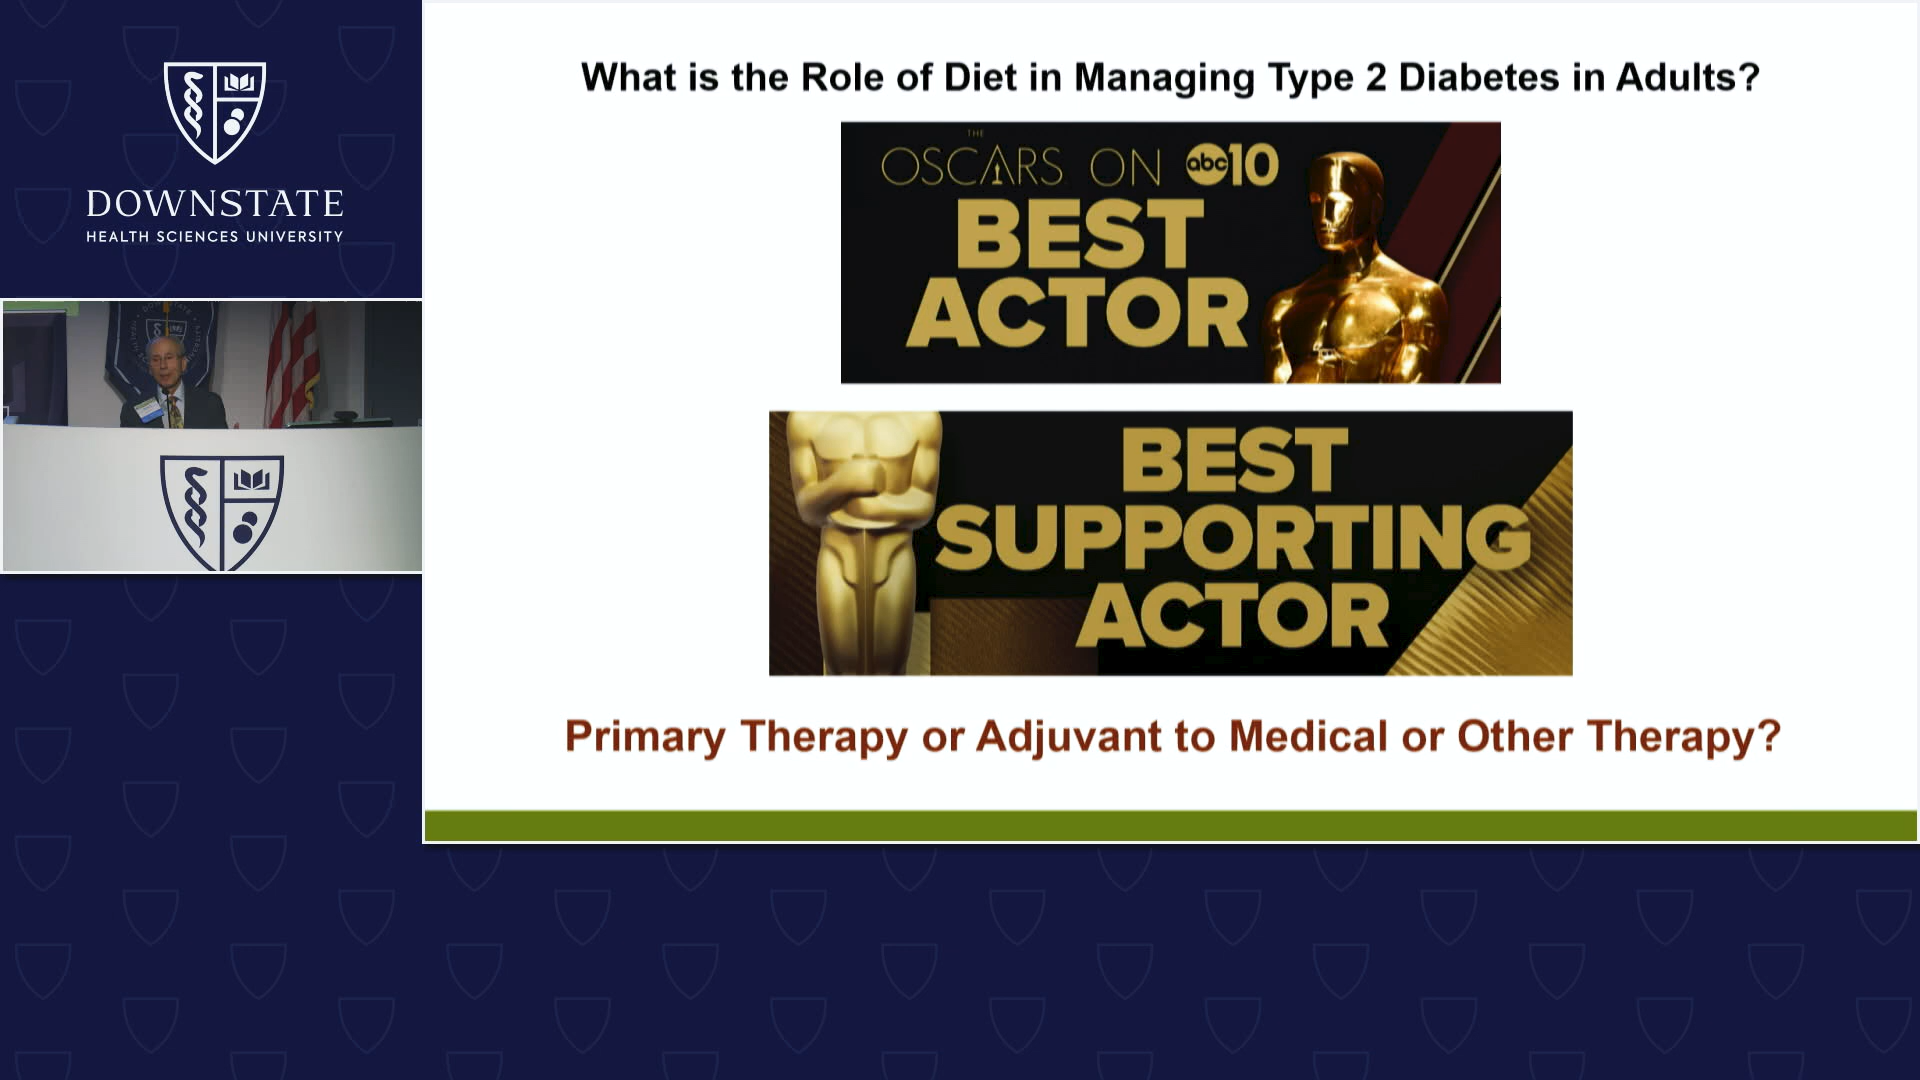 DOWNSTATE
HEALTH SCIENCES UNIVERSITY
What is the Role of Diet in Managing Type 2 Diabetes in Adults?
THE
OSCARS ON abc10
BEST
ACTOR
BEST
SUPPORTING
ACTOR
Primary Therapy or Adjuvant to Medical or Other Therapy?